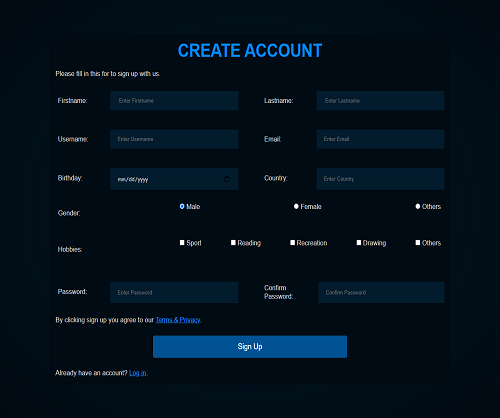 CREATE ACCOUNT
Please fill in this for to sign up with us.
Firstname: Enter Firstname Lastname: Enter Lastname
Username: Enter Username Email: Enter Email
Birthday: mm/dd/yyyy Country: Enter Country
Gender: Male Female Others
Hobbies: Sport Reading Recreation Drawing Others
Password: Enter Password Confirm Password: Confirm Password
By clicking sign up you agree to our Terms & Privacy.
Sign Up
Already have an account? Log in.